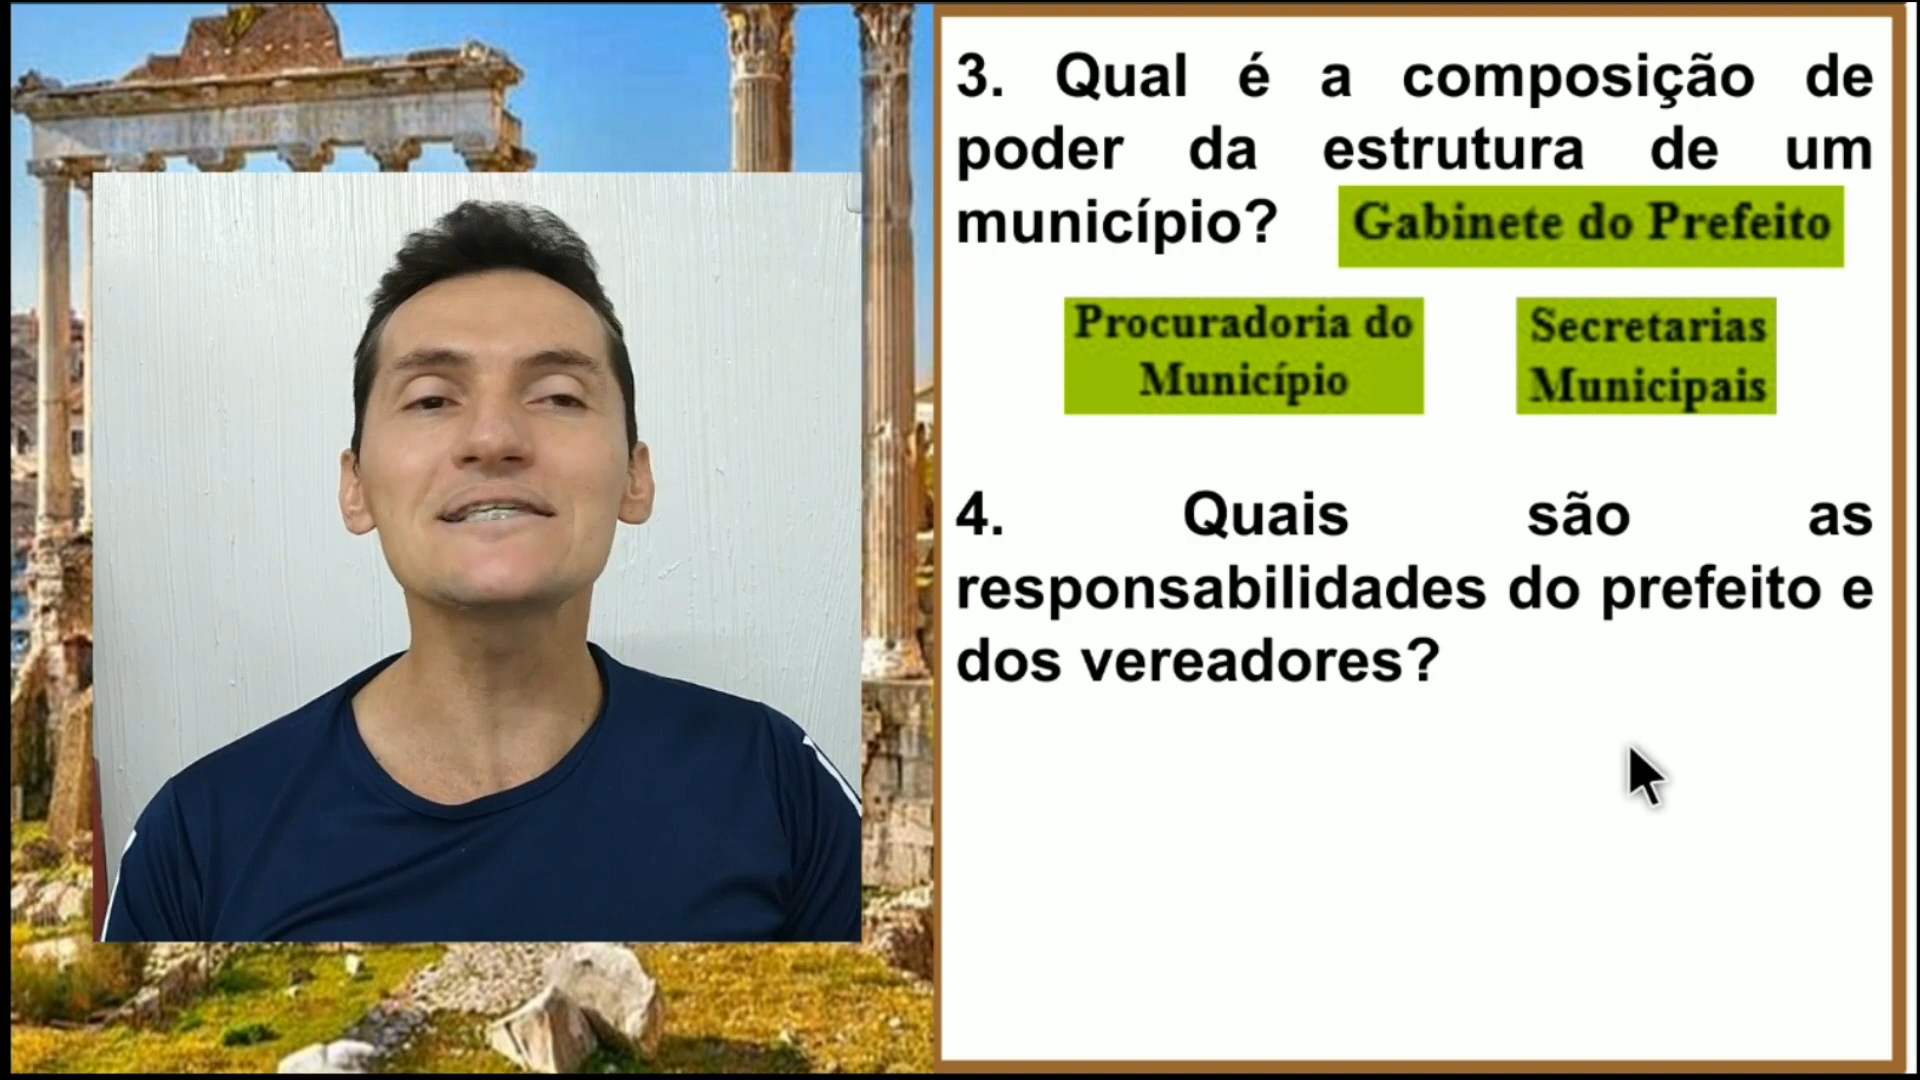 3. Qual é a composição de
poder da estrutura de um
município? Gabinete do Prefeito
Procuradoria do
Município
Secretarias
Municipais
4. Quais são as
responsabilidades do prefeito e
dos vereadores?